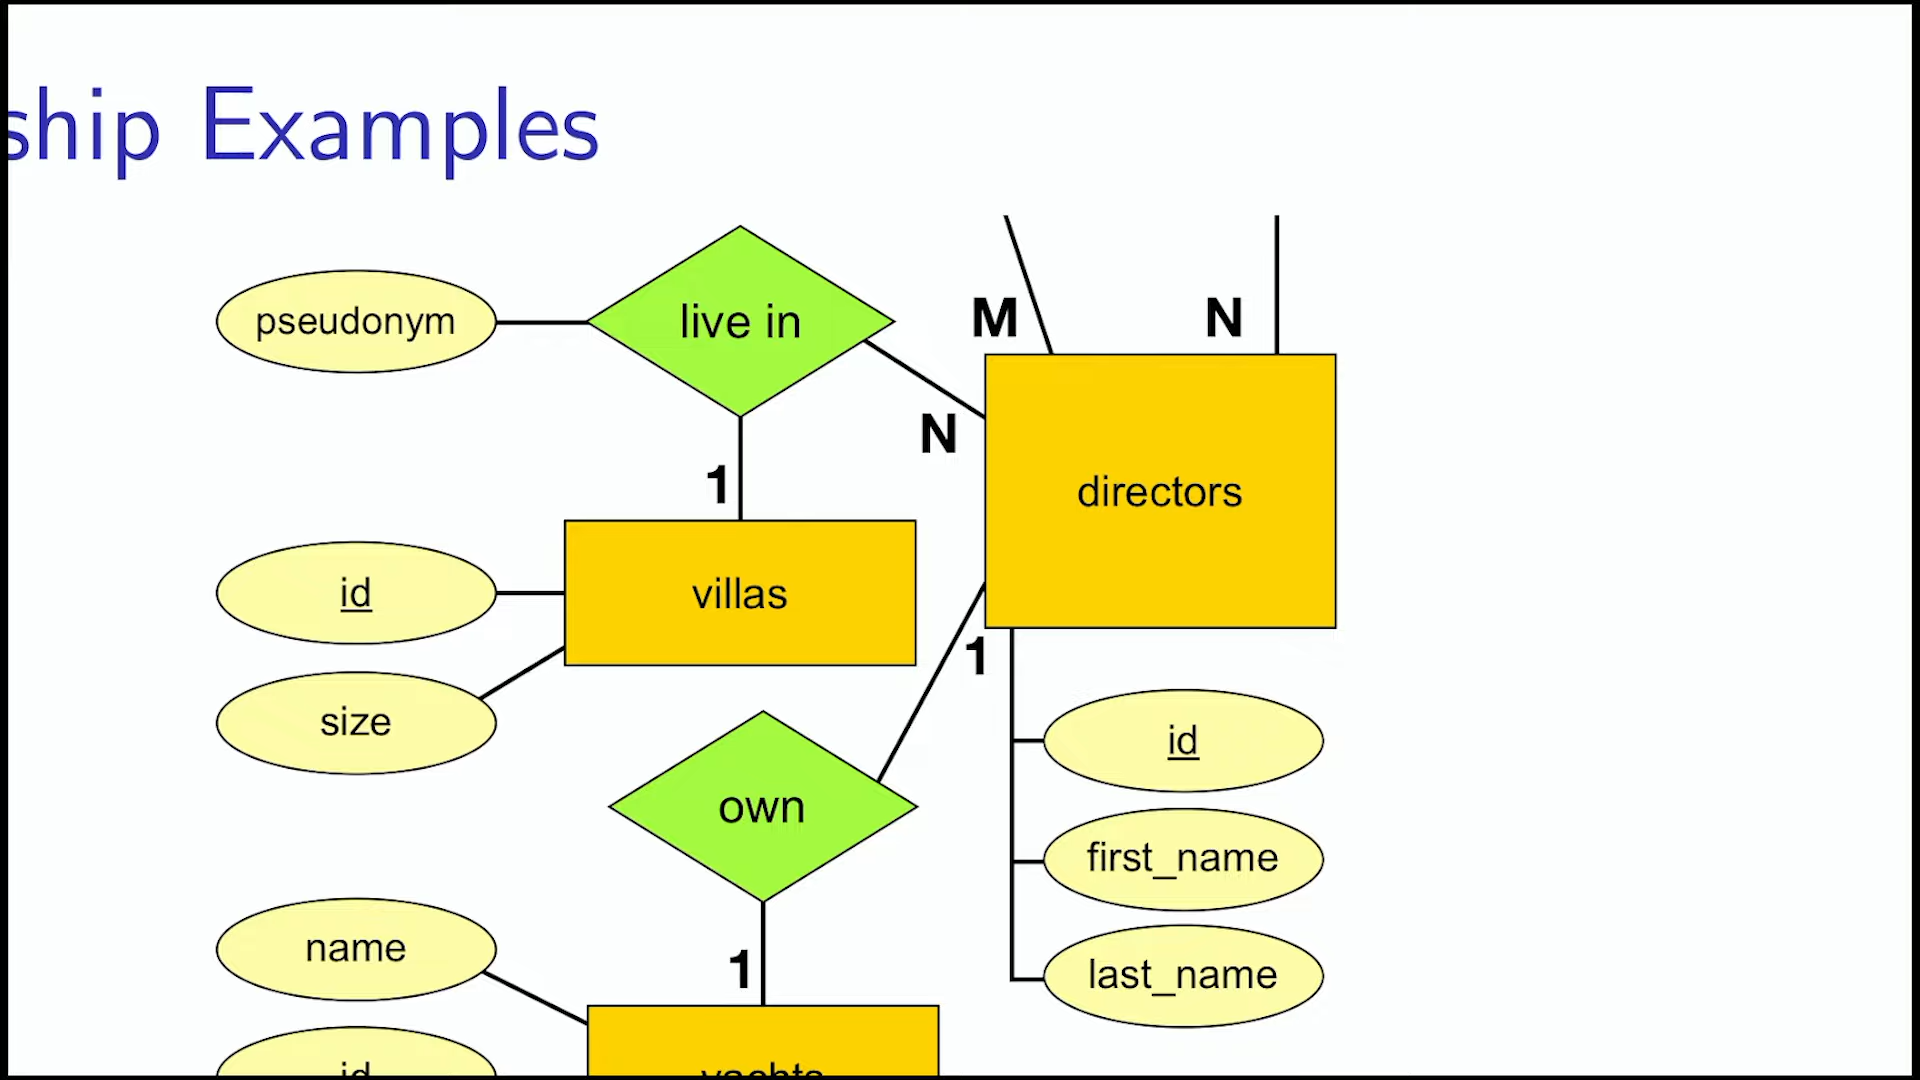 ship Examples
pseudonym
live in
M
N
N
1
directors
id
villas
size
1
id
own
first_name
name
1
last_name
id
yachts